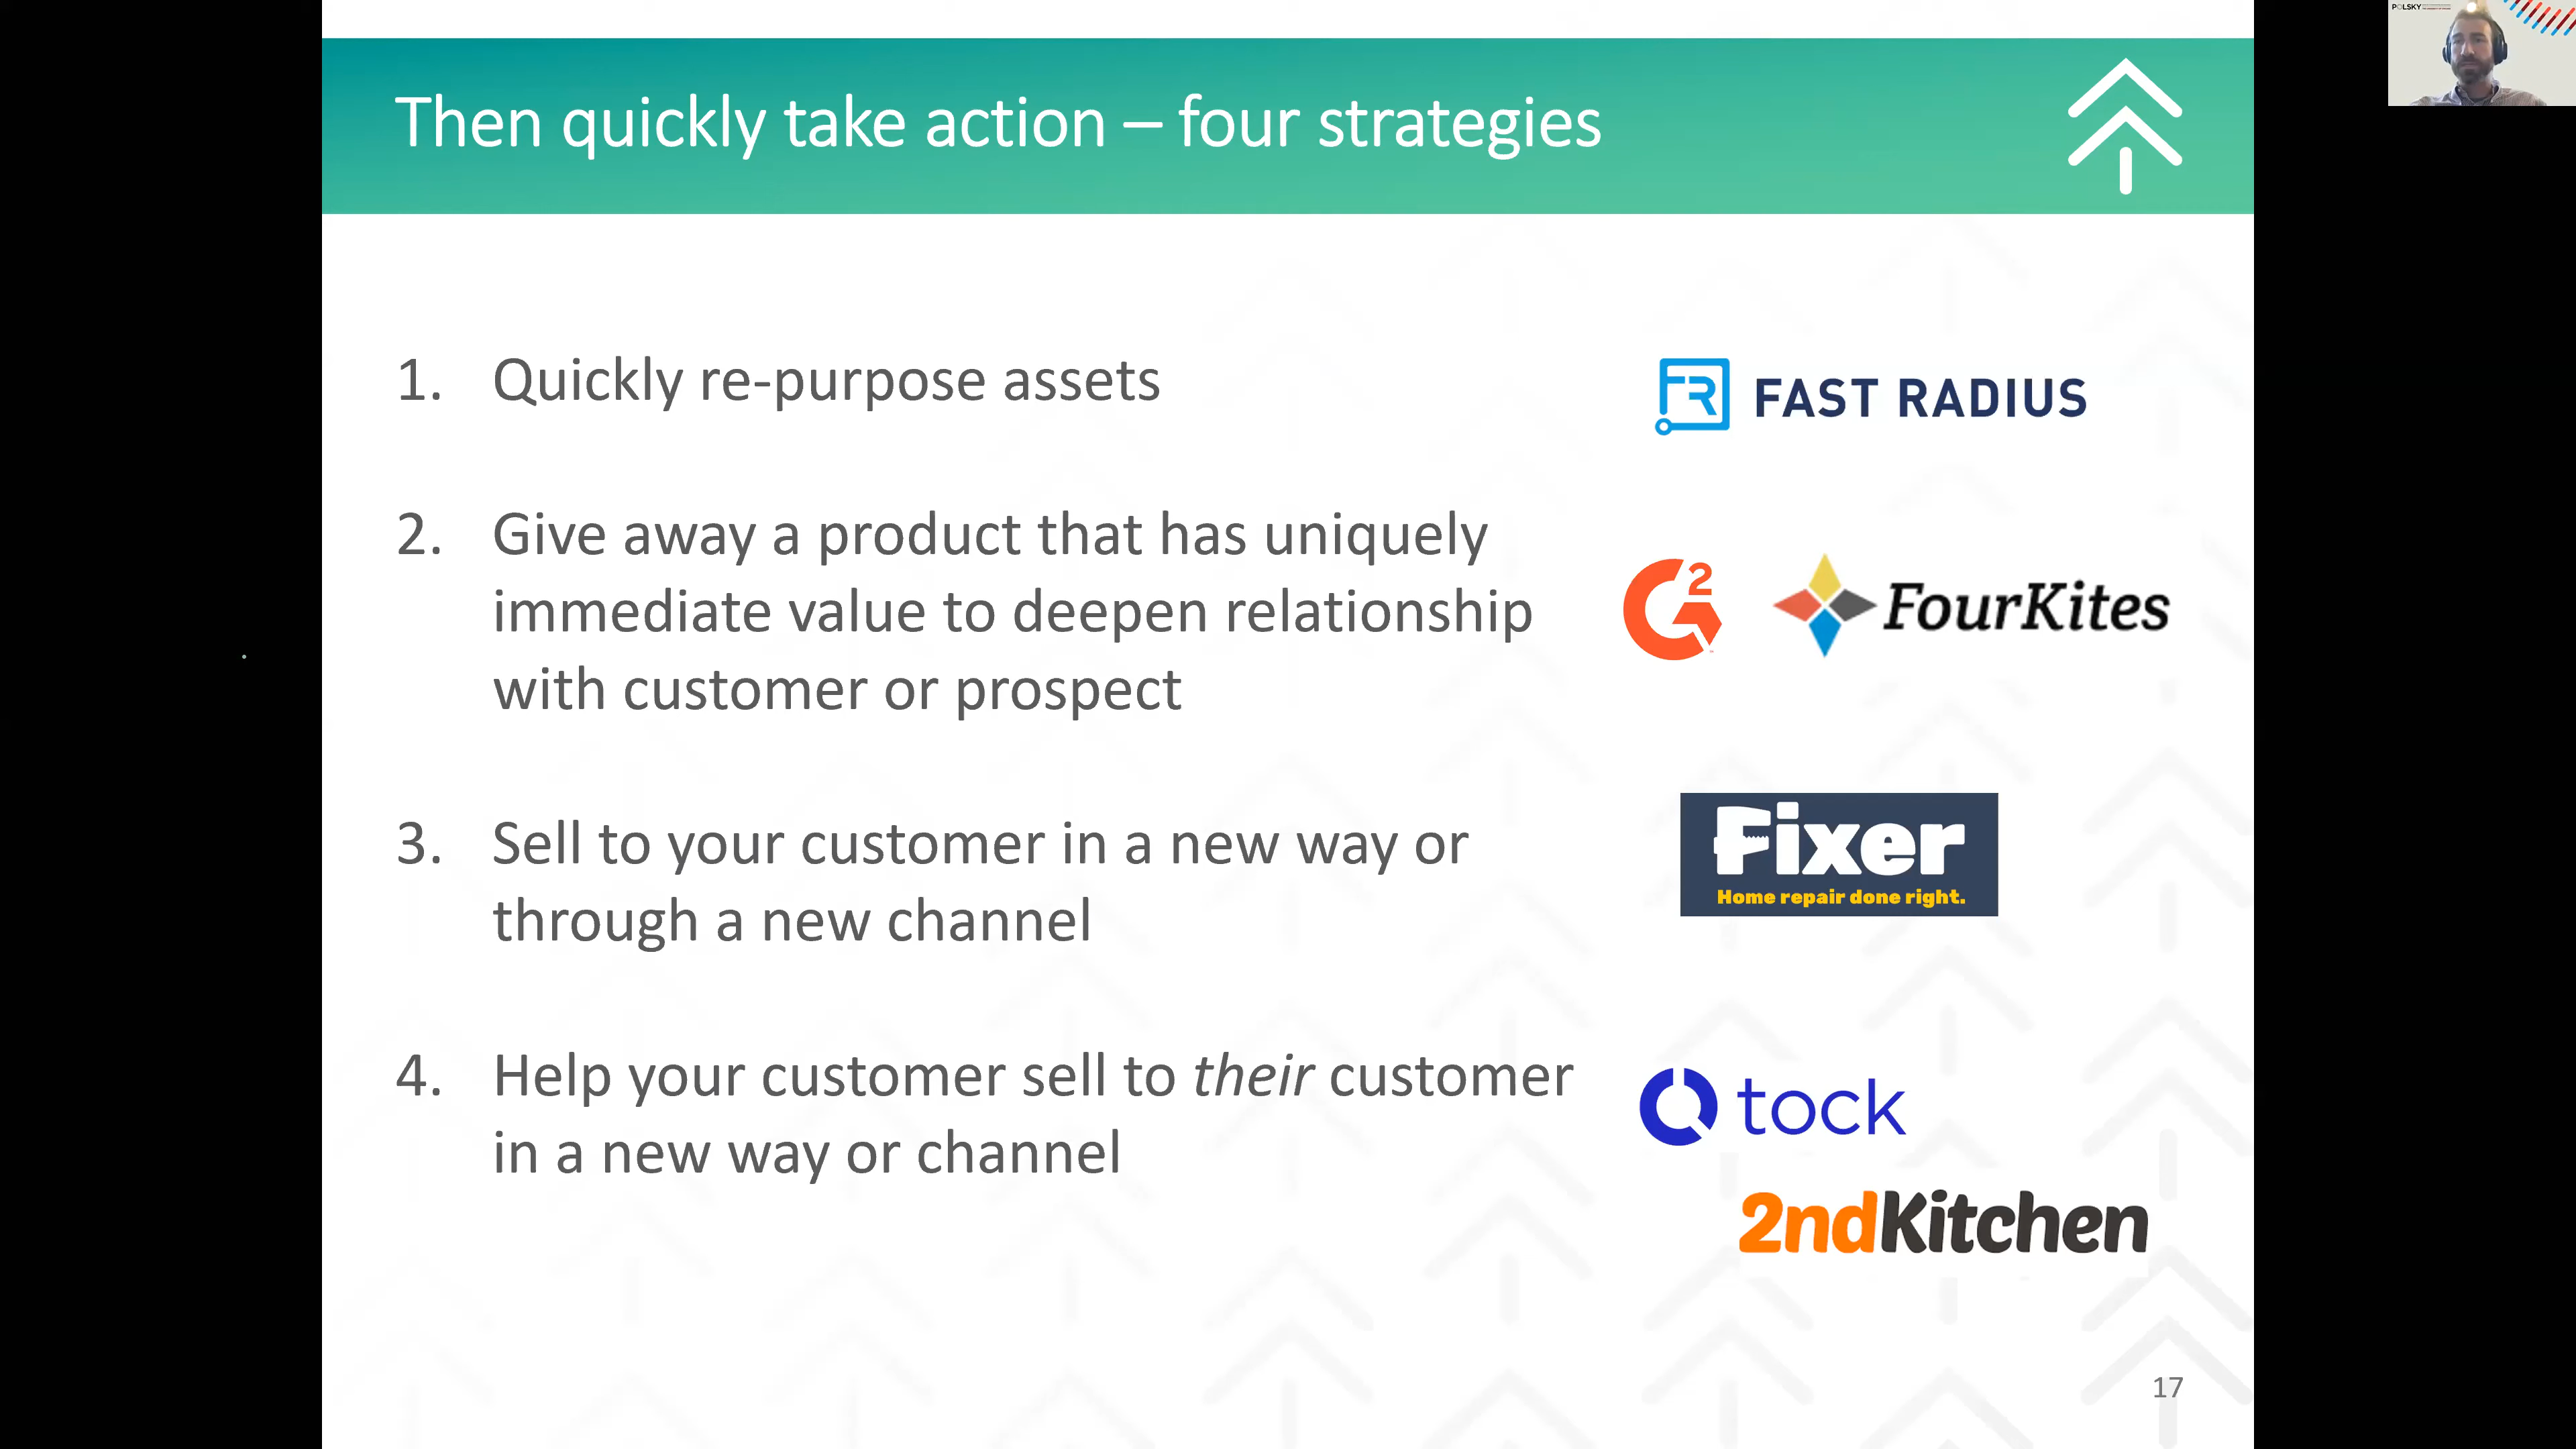 POLSKY
Then quickly take action – four strategies
1. Quickly re-purpose assets
FR FAST RADIUS
2. Give away a product that has uniquely
immediate value to deepen relationship
with customer or prospect
G2 FourKites
3. Sell to your customer in a new way or
through a new channel
Fixer
Home repair done right.
4. Help your customer sell to their customer
in a new way or channel
tock
2ndKitchen
17